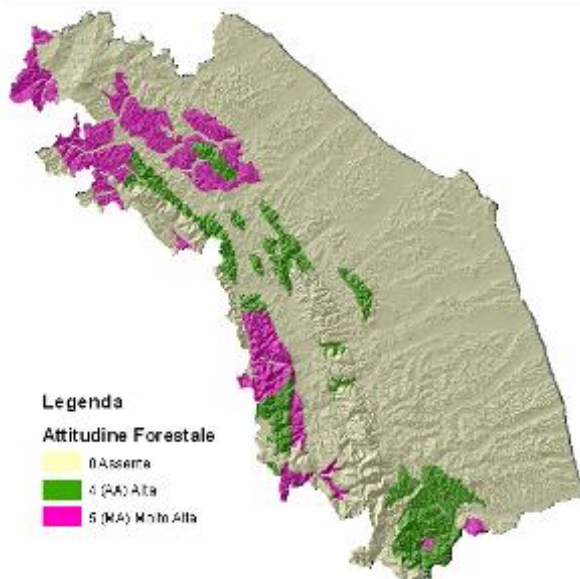 Legenda
Attitudine Forestale
0 Assente
4 (AA) Alta
5 (MA) Molto Alta